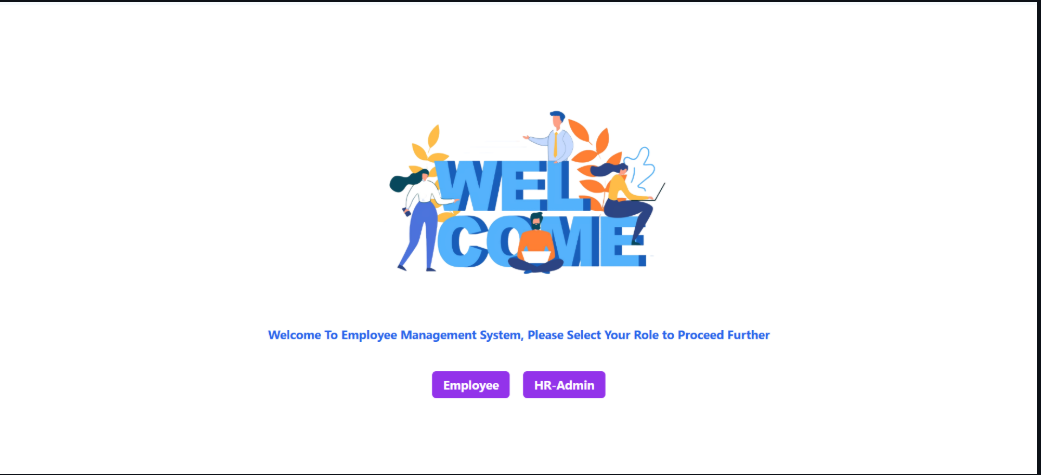 WEL
COME
Welcome To Employee Management System, Please Select Your Role to Proceed Further
Employee
HR-Admin